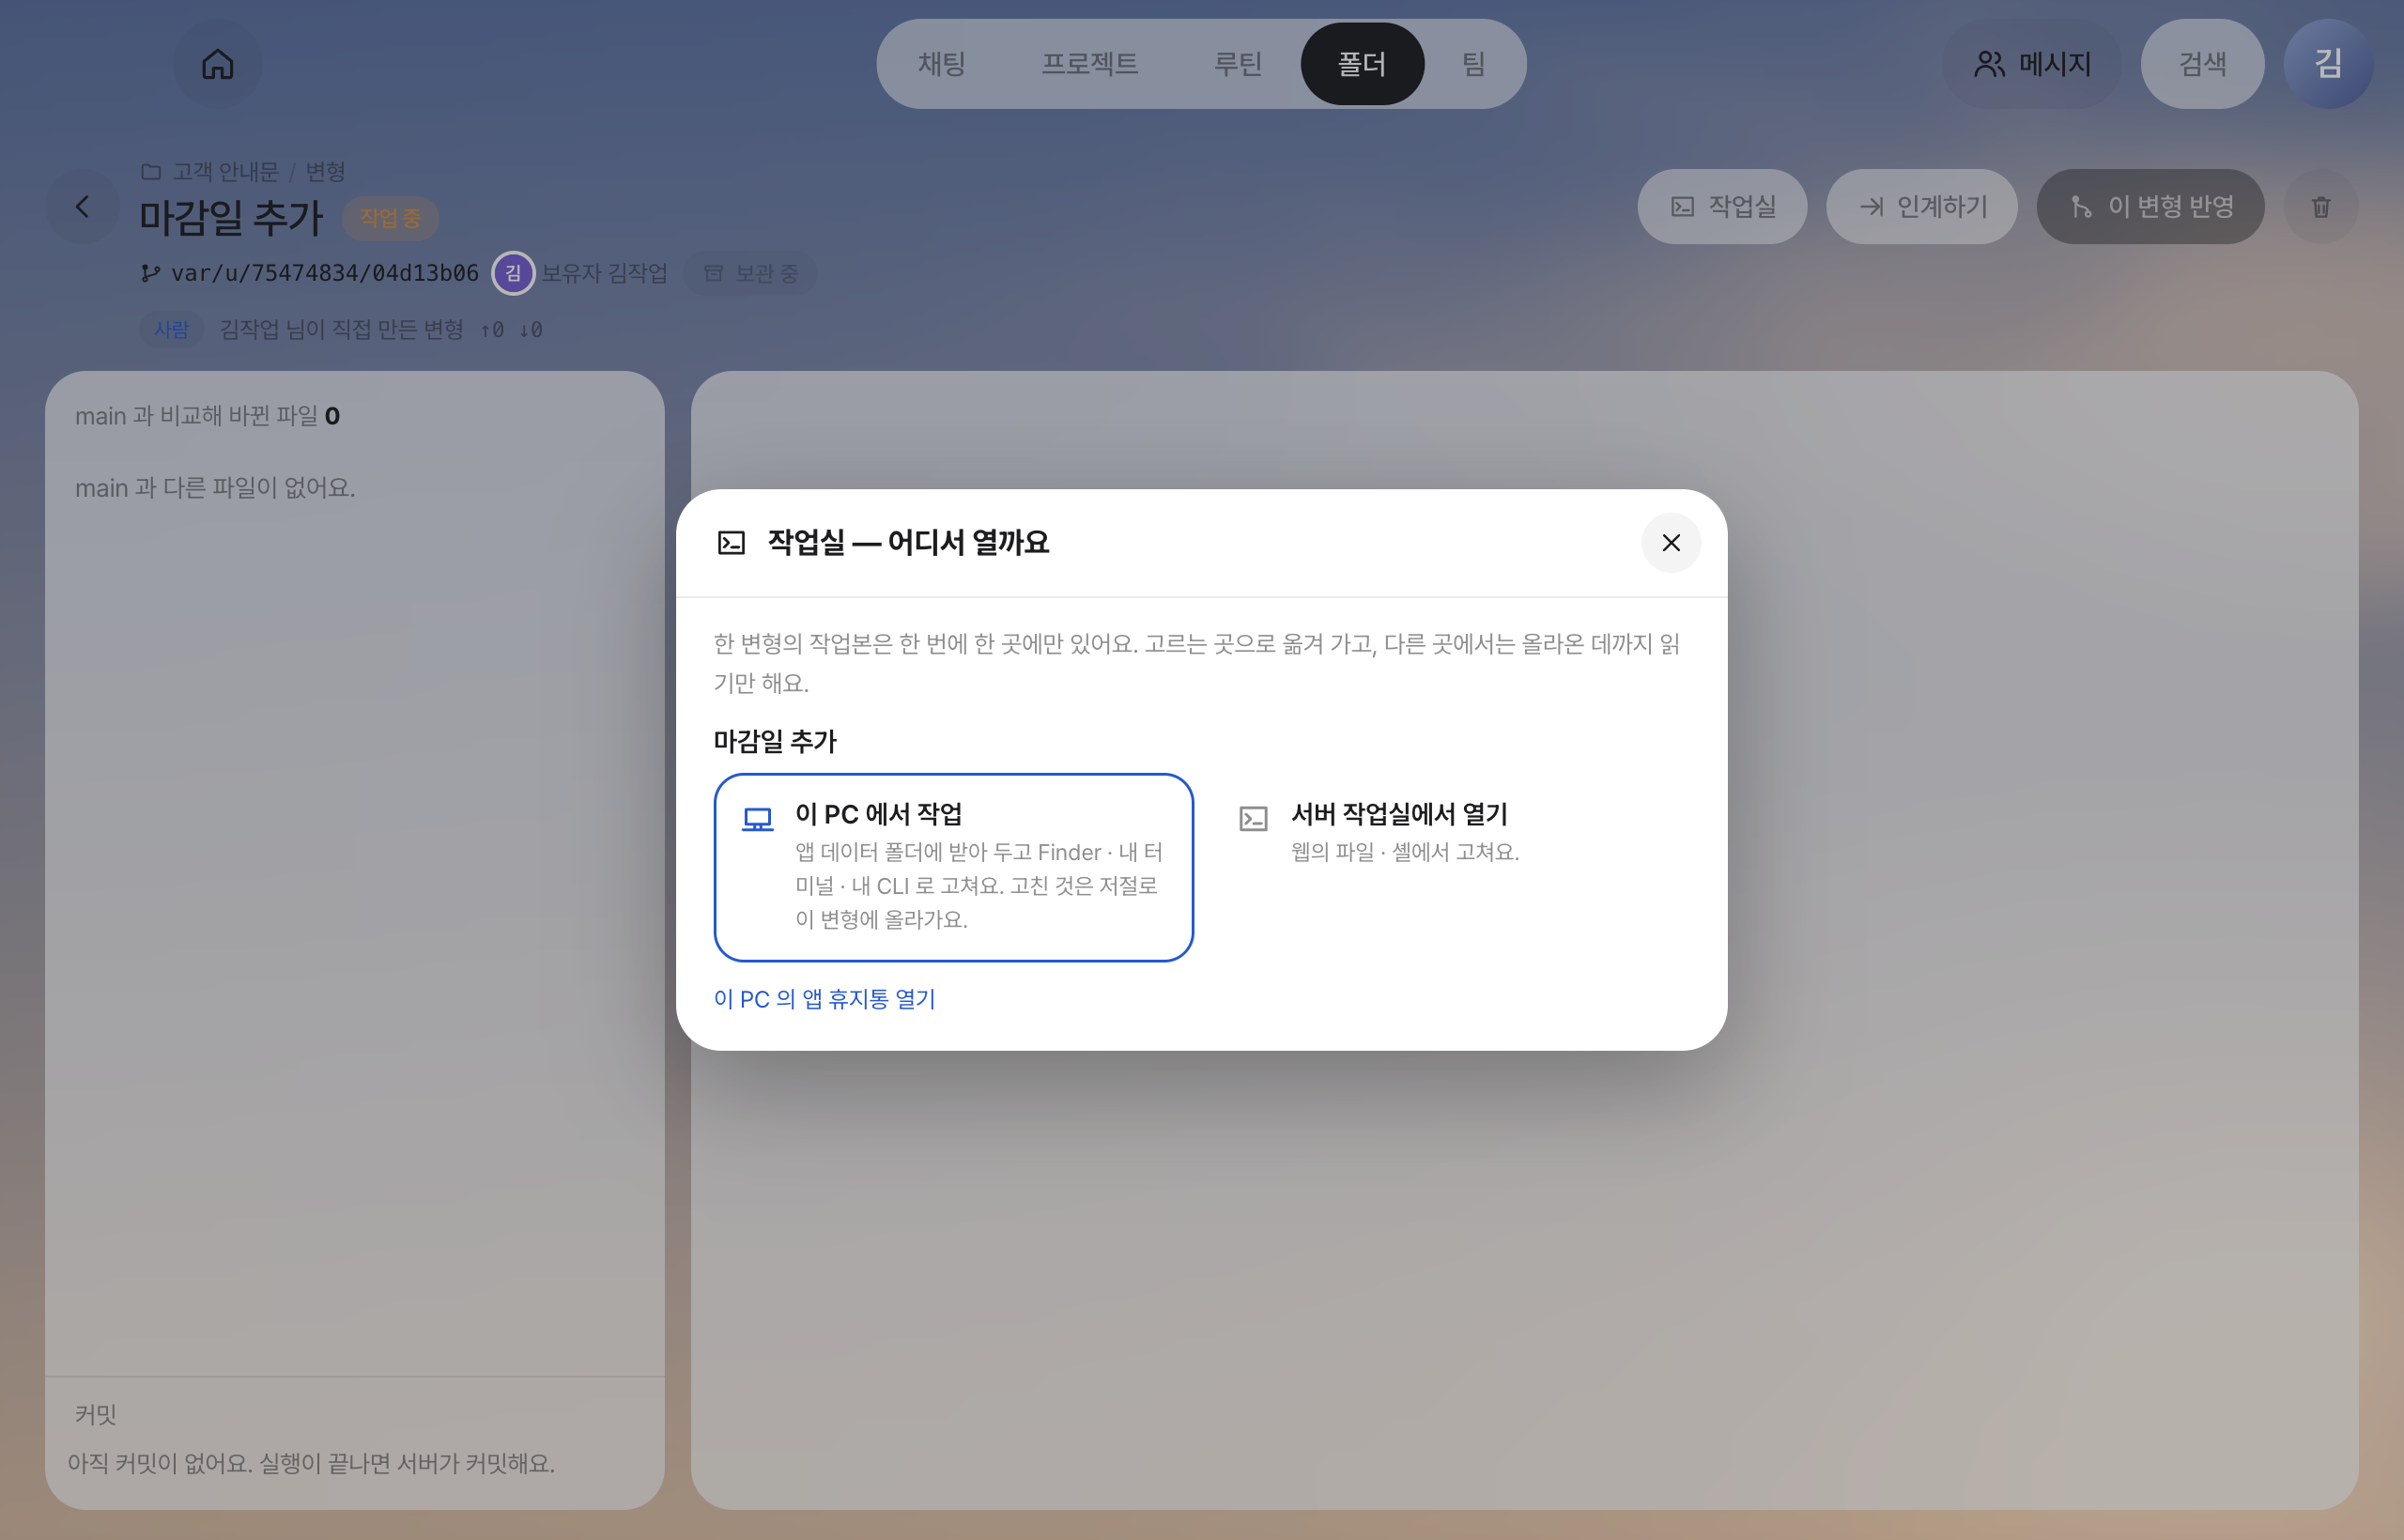 채팅 프로젝트 루틴 폴더 팀 메시지 검색 김
고객 안내문 / 변형
마감일 추가 작업 중
작업실 인계하기 이 변형 반영
var/u/75474834/04d13b06 김 보유자 김작업 보관 중
사람 김작업 님이 직접 만든 변형 ↑0 ↓0
main 과 비교해 바뀐 파일 0
main 과 다른 파일이 없어요.
작업실 — 어디서 열까요
한 변형의 작업본은 한 번에 한 곳에만 있어요. 고르는 곳으로 옮겨 가고, 다른 곳에서는 올라온 데까지 읽
기만 해요.
마감일 추가
이 PC 에서 작업
앱 데이터 폴더에 받아 두고 Finder · 내 터
미널 · 내 CLI 로 고쳐요. 고친 것은 저절로
이 변형에 올라가요.
서버 작업실에서 열기
웹의 파일 · 셸에서 고쳐요.
이 PC 의 앱 휴지통 열기
커밋
아직 커밋이 없어요. 실행이 끝나면 서버가 커밋해요.